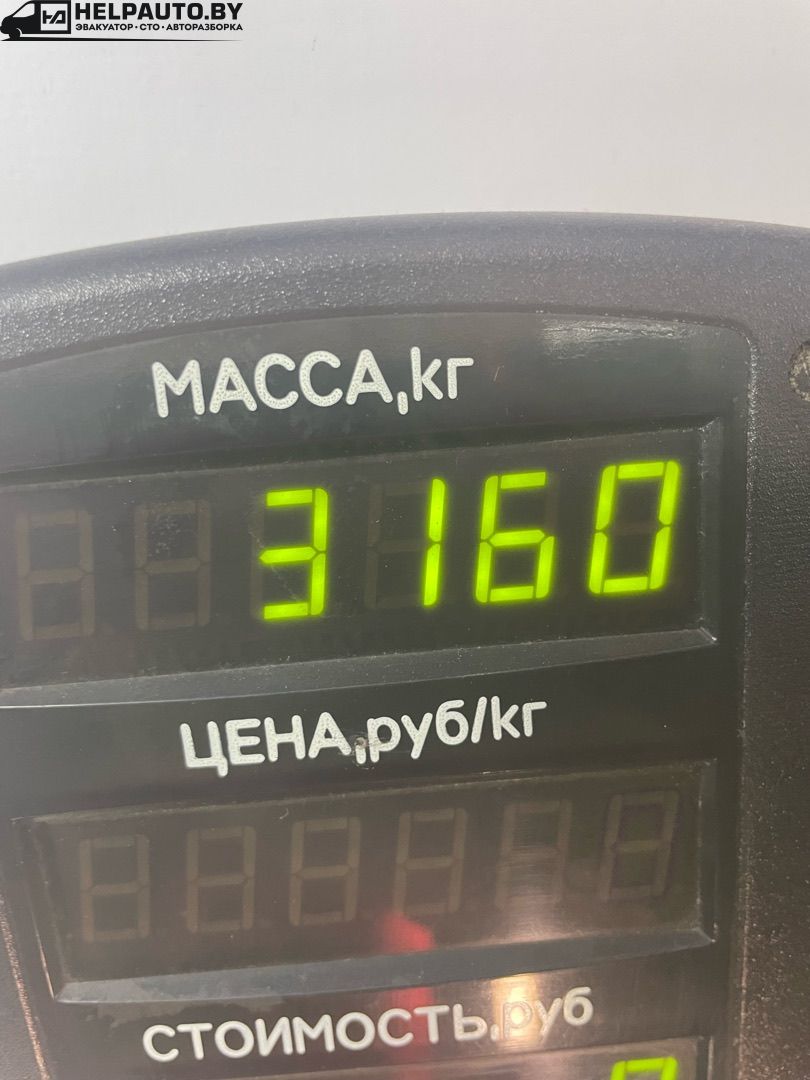 HELPAUTO.BY
ЭВАКУАТОР • СТО • АВТОРАЗБОРКА
МАССА,кг
3160
ЦЕНА,руб/кг
СТОИМОСТЬ,руб